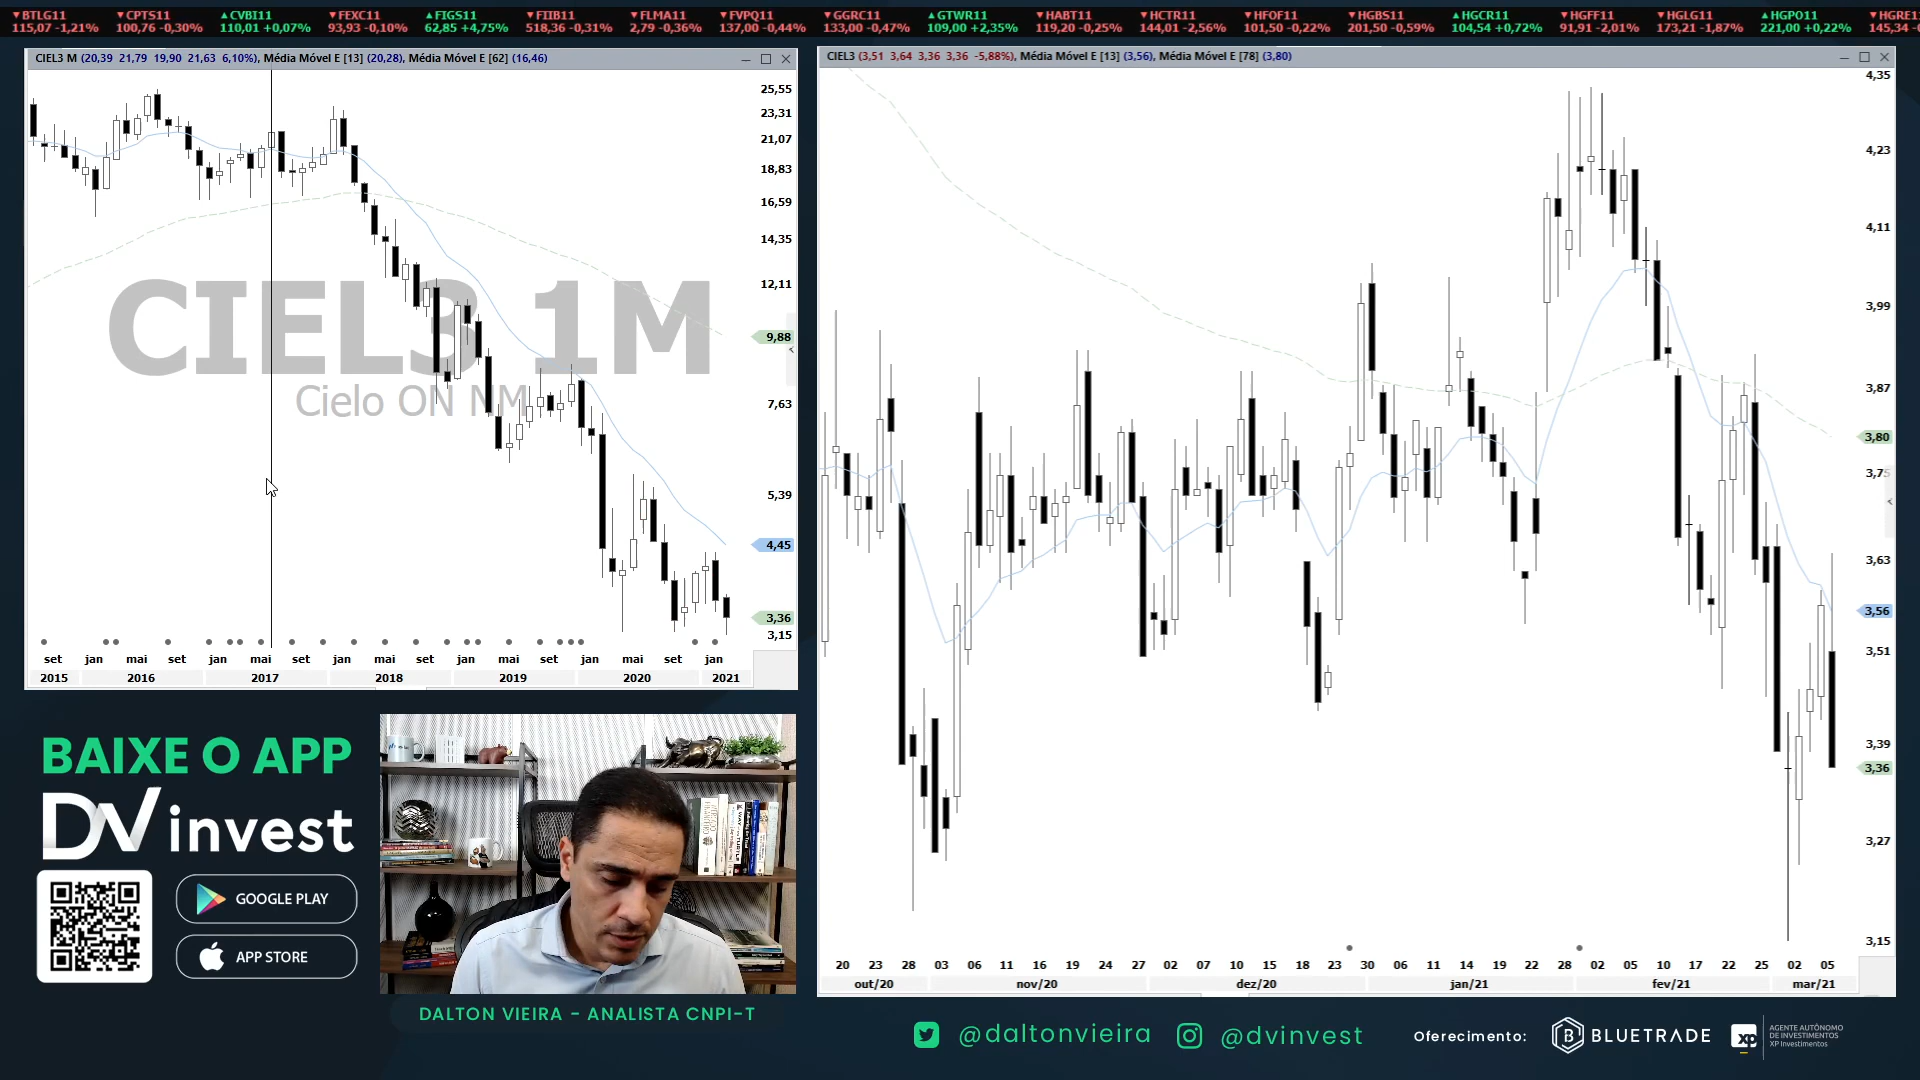 ▼BTLG11 ▼CPTS11 ▲CVBI11 ▼FEXC11 ▲FIGS11 ▼FIIB11 ▼FLMA11 ▼FVPQ11 ▼GGRC11 ▲GTWR11 ▼HABT11 ▼HCTR11 ▼HFOF11 ▼HGBS11 ▲HGCR11 ▼HGFF11 ▼HGLG11 ▲HGPO11 ▼HGRE1
115,07 -1,21% 100,76 -0,30% 110,01 +0,07% 93,93 -0,10% 62,85 +4,75% 518,36 -0,31% 2,79 -0,36% 137,00 -0,44% 133,00 -0,47% 109,00 +2,35% 119,20 -0,25% 144,01 -2,56% 101,50 -0,22% 201,50 -0,59% 104,54 +0,72% 91,91 -2,01% 173,21 -1,87% 221,00 +0,22% 145,34
CIEL3 M (20,39 21,79 19,90 21,63 6,10%), Média Móvel E [13] (20,28), Média Móvel E [62] (16,46)
25,55
23,31
21,07
18,83
16,59
14,35
12,11
9,88
7,63
5,39
4,45
3,36
3,15
CIEL3 1M
Cielo ON NM
set jan mai set jan mai set jan mai set jan mai set jan mai set jan
2015 2016 2017 2018 2019 2020 2021
CIEL3 (3,51 3,64 3,36 3,36 -5,88%), Média Móvel E [13] (3,56), Média Móvel E [78] (3,80)
4,35
4,23
4,11
3,99
3,87
3,80
3,75
3,63
3,56
3,51
3,39
3,36
3,27
3,15
20 23 28 03 06 11 16 19 24 27 02 07 10 15 18 23 30 06 11 14 19 22 28 02 05 10 17 22 25 02 05
out/20 nov/20 dez/20 jan/21 fev/21 mar/21
BAIXE O APP
DV invest
GOOGLE PLAY
APP STORE
DALTON VIEIRA - ANALISTA CNPI-T
@daltonvieira @dvinvest
Oferecimento: BLUETRADE
xp
AGENTE AUTÔNOMO
DE INVESTIMENTOS
XP Investimentos